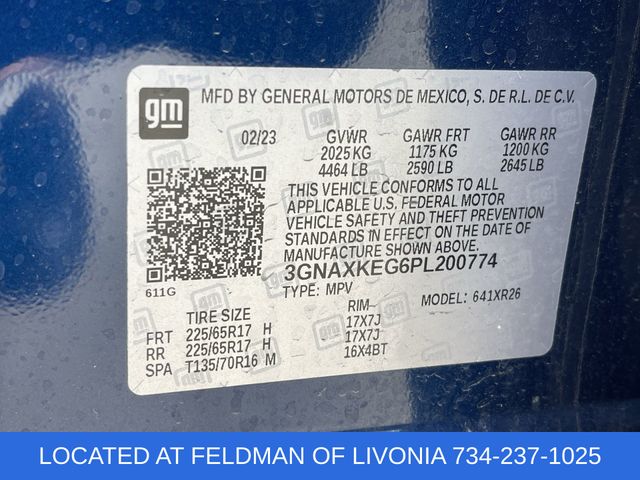 gm MFD BY GENERAL MOTORS DE MEXICO, S. DE R.L. DE C.V.
02/23 GVWR GAWR FRT GAWR RR
2025 KG 1175 KG 1200 KG
4464 LB 2590 LB 2645 LB
THIS VEHICLE CONFORMS TO ALL
APPLICABLE U.S. FEDERAL MOTOR
VEHICLE SAFETY AND THEFT PREVENTION
STANDARDS IN EFFECT ON THE DATE OF
MANUFACTURE SHOWN ABOVE.
3GNAXKEG6PL200774
611G
TYPE: MPV MODEL: 641XR26
TIRE SIZE RIM
FRT 225/65R17 H 17X7J
RR 225/65R17 H 17X7J
SPA T135/70R16 M 16X4BT
LOCATED AT FELDMAN OF LIVONIA 734-237-1025